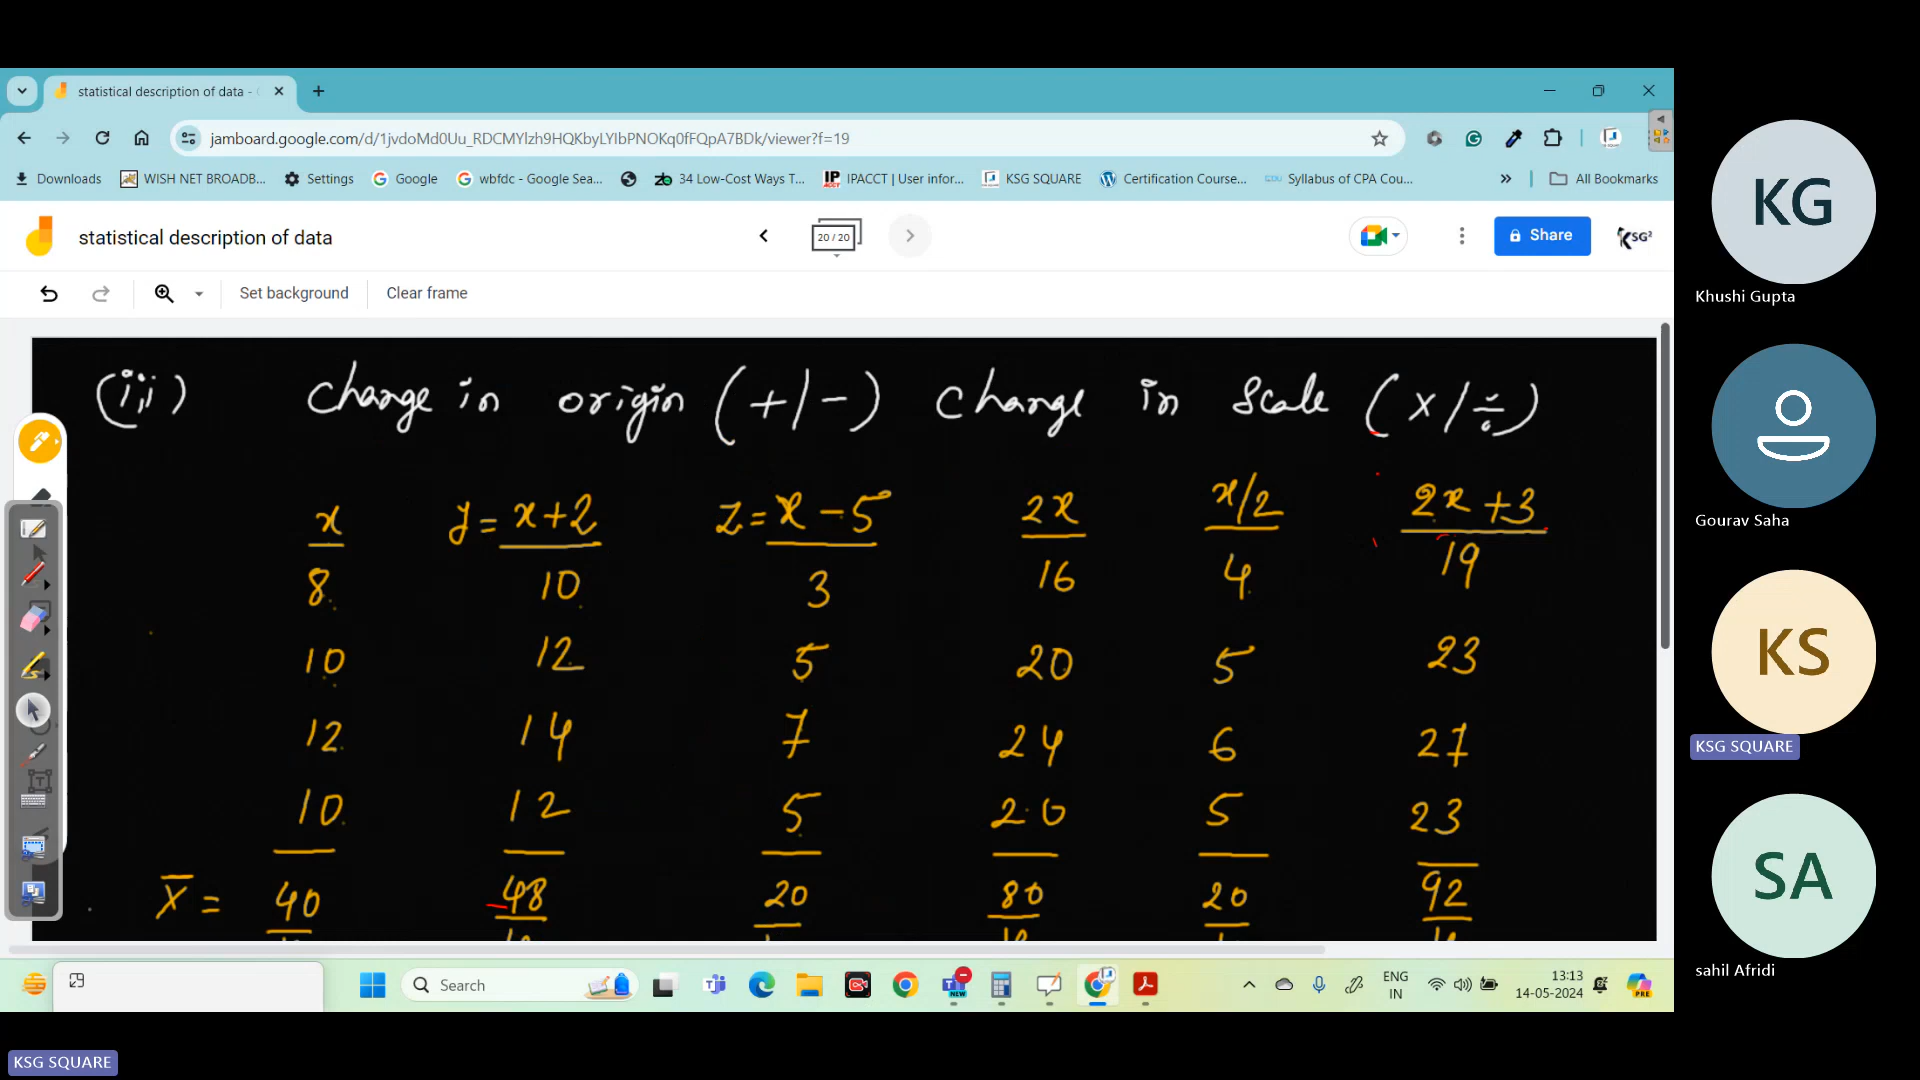 statistical description of data - G
jamboard.google.com/d/1jvdoMd0Uu_RDCMYlzh9HQKbyLYlbPNOKq0fFQpA7BDk/viewer?f=19
Downloads WISH NET BROADB... Settings Google wbfdc - Google Sea... 34 Low-Cost Ways T... IPACCT | User infor... KSG SQUARE Certification Course... Syllabus of CPA Cou... » All Bookmarks
statistical description of data 20 / 20 Share KSG²
Set background Clear frame
(iii) Change in origin (+/-) Change in Scale (x/÷)
x y = x+2 z = x-5 2x x/2 2x+3
8 10 3 16 4 19
10 12 5 20 5 23
12 14 7 24 6 27
10 12 5 20 5 23
X̄ = 40 48 20 80 20 92
KG
Khushi Gupta
Gourav Saha
KS
KSG SQUARE
SA
sahil Afridi
Search
ENG
IN
13:13
14-05-2024
KSG SQUARE